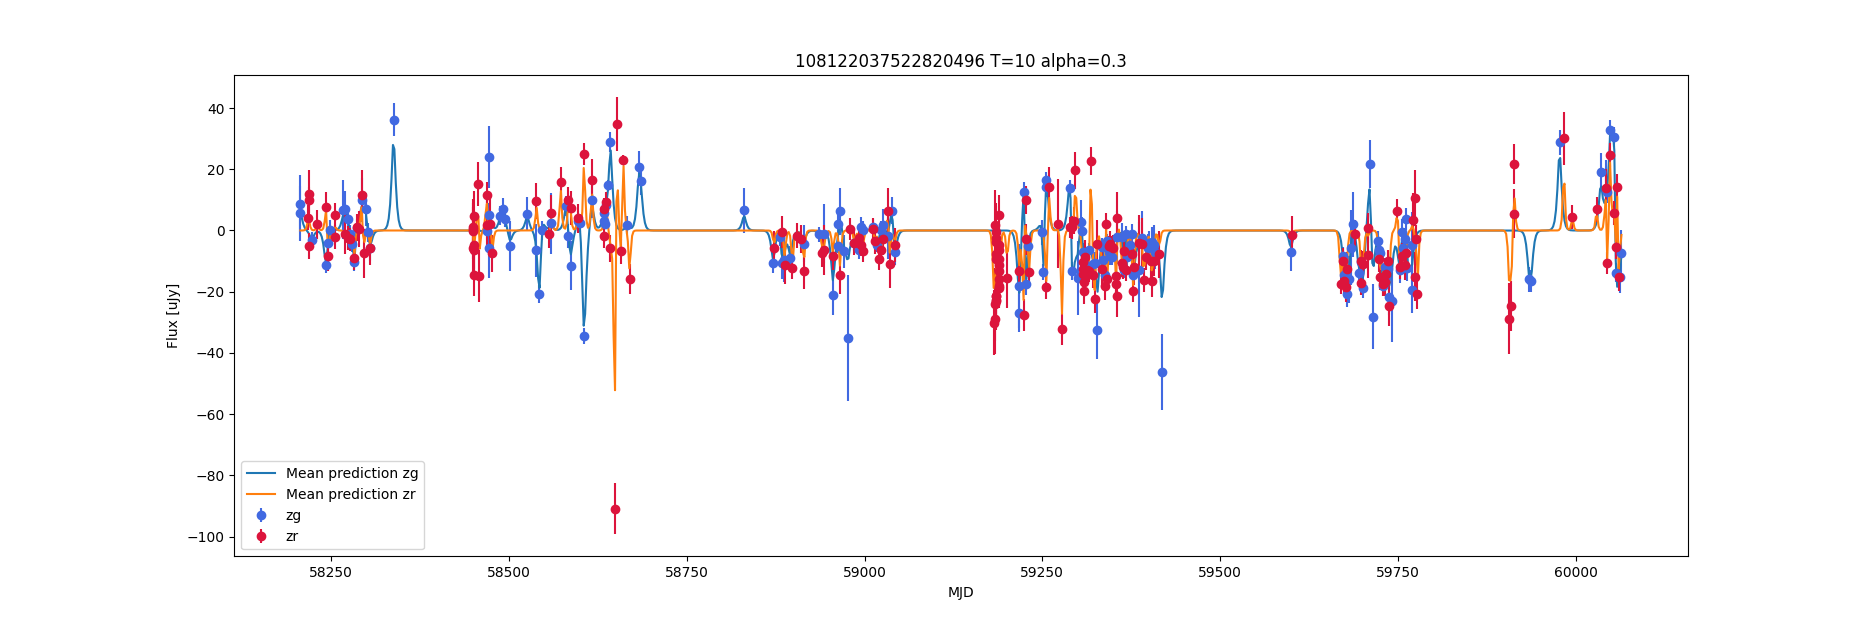 108122037522820496 T=10 alpha=0.3
40
20
0
−20
−40
−60
−80
−100
Flux [uJy]
Mean prediction zg
Mean prediction zr
zg
zr
58250 58500 58750 59000 59250 59500 59750 60000
MJD